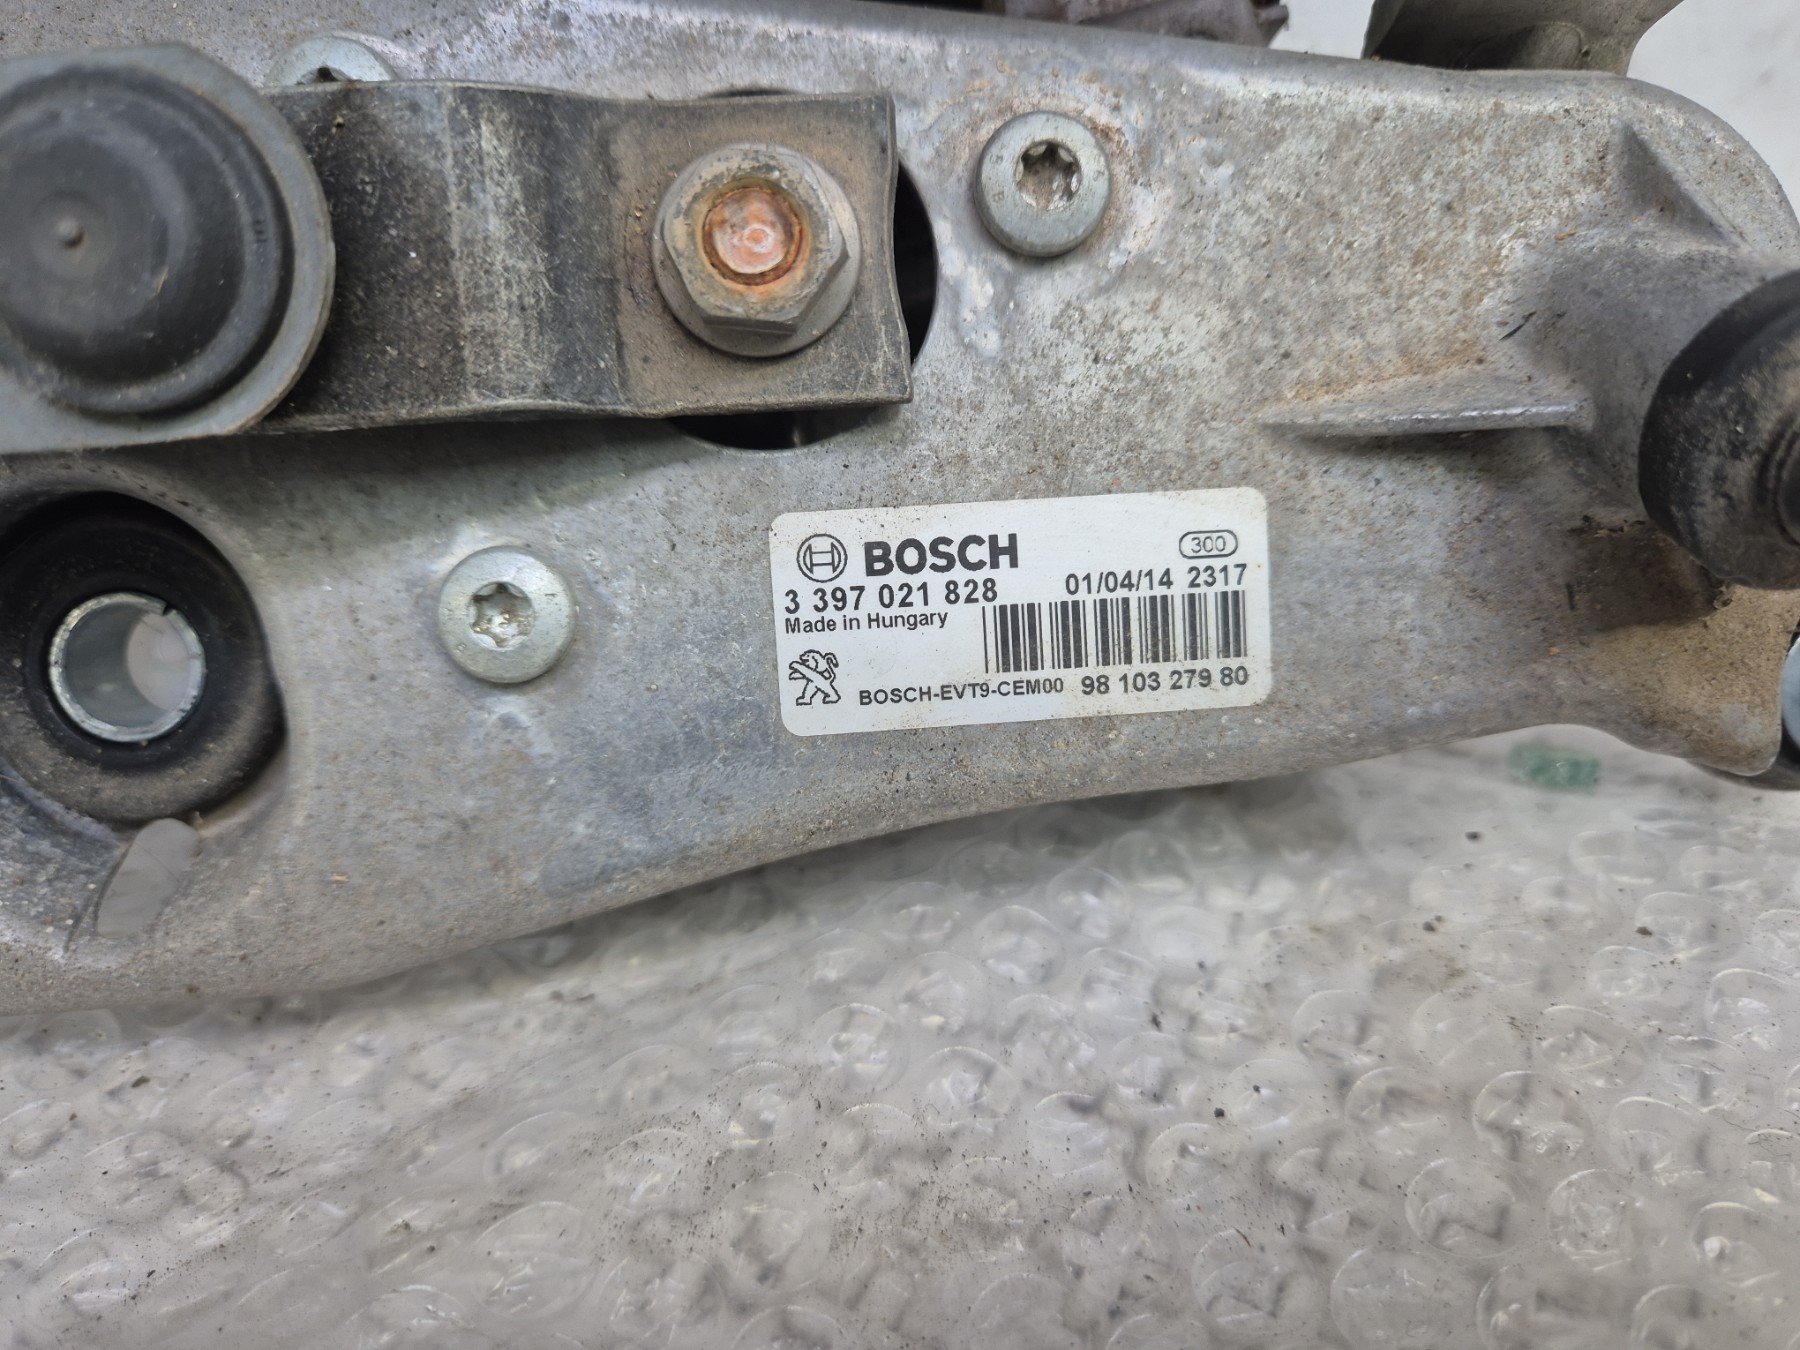 BOSCH 300
3 397 021 828 01/04/14 2317
Made in Hungary
BOSCH-EVT9-CEM00 98 103 279 80